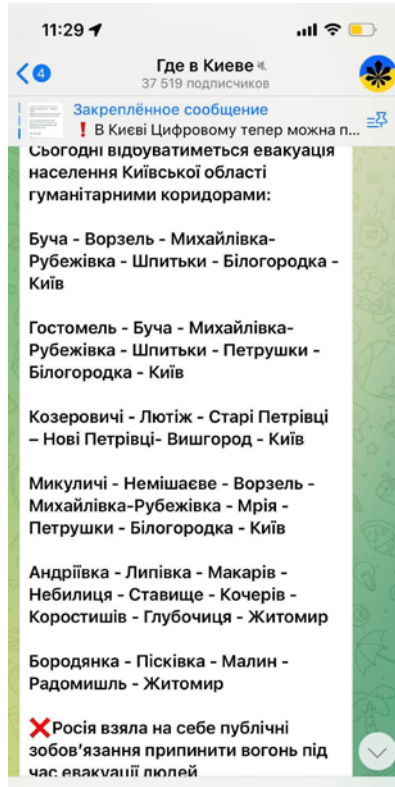 11:29
4
Где в Киеве
37 519 подписчиков
Закреплённое сообщение
❗ В Києві Цифровому тепер можна п...
Сьогодні відбуватиметься евакуація
населення Київської області
гуманітарними коридорами:
Буча - Ворзель - Михайлівка-
Рубежівка - Шпитьки - Білогородка -
Київ
Гостомель - Буча - Михайлівка-
Рубежівка - Шпитьки - Петрушки -
Білогородка - Київ
Козеровичі - Лютіж - Старі Петрівці
– Нові Петрівці- Вишгород - Київ
Микуличі - Немішаєве - Ворзель -
Михайлівка-Рубежівка - Мрія -
Петрушки - Білогородка - Київ
Андріївка - Липівка - Макарів -
Небилиця - Ставище - Кочерів -
Коростишів - Глубочиця - Житомир
Бородянка - Пісківка - Малин -
Радомишль - Житомир
❌Росія взяла на себе публічні
зобов’язання припинити вогонь під
час евакуації людей